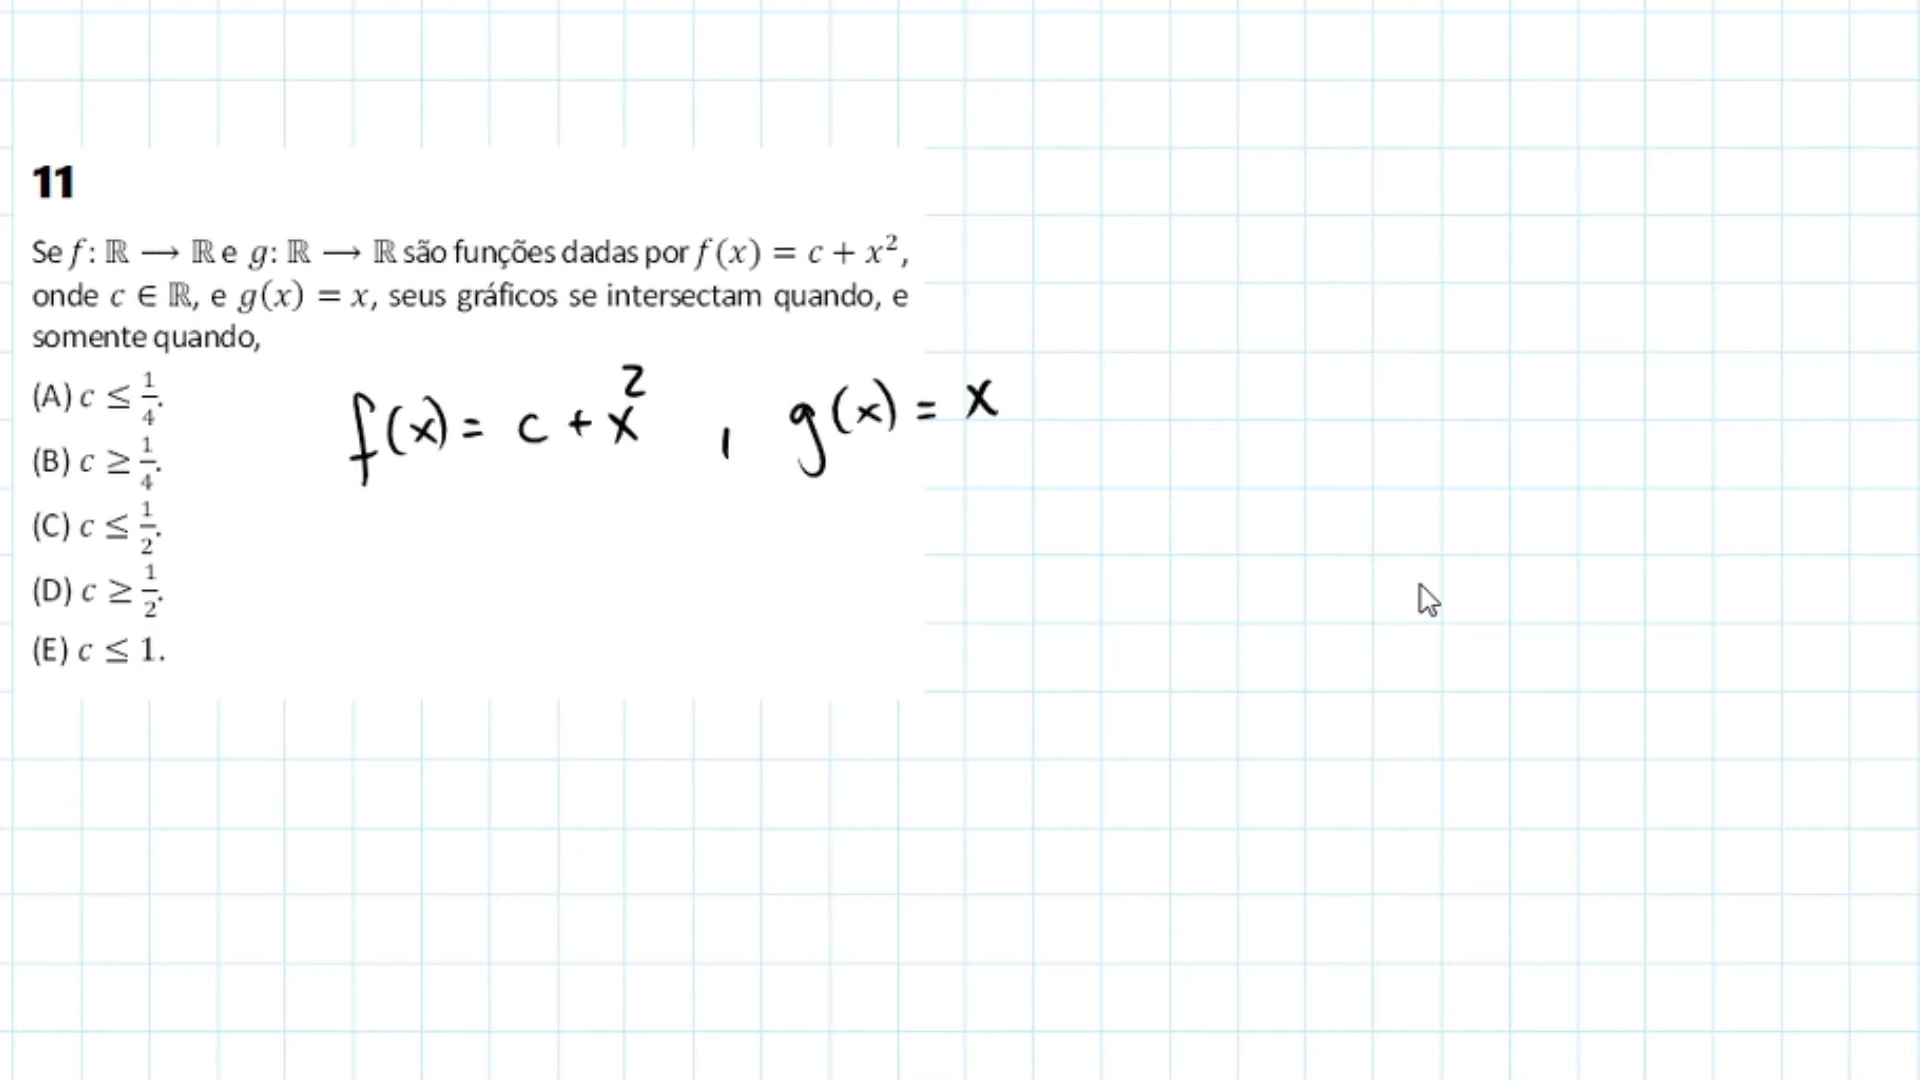 11
Se f: ℝ ⟶ ℝ e g: ℝ ⟶ ℝ são funções dadas por f(x) = c + x²,
onde c ∈ ℝ, e g(x) = x, seus gráficos se intersectam quando, e
somente quando,
(A) c ≤ 1/4.
(B) c ≥ 1/4.
(C) c ≤ 1/2.
(D) c ≥ 1/2.
(E) c ≤ 1.
f(x) = c + x² , g(x) = x